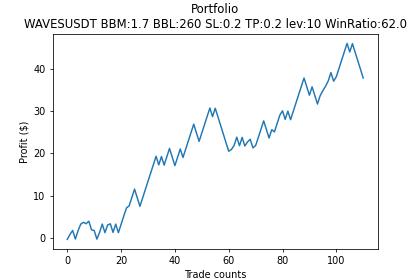 Portfolio
WAVESUSDT BBM:1.7 BBL:260 SL:0.2 TP:0.2 lev:10 WinRatio:62.0
40
30
20
10
0
Profit ($)
0 20 40 60 80 100
Trade counts